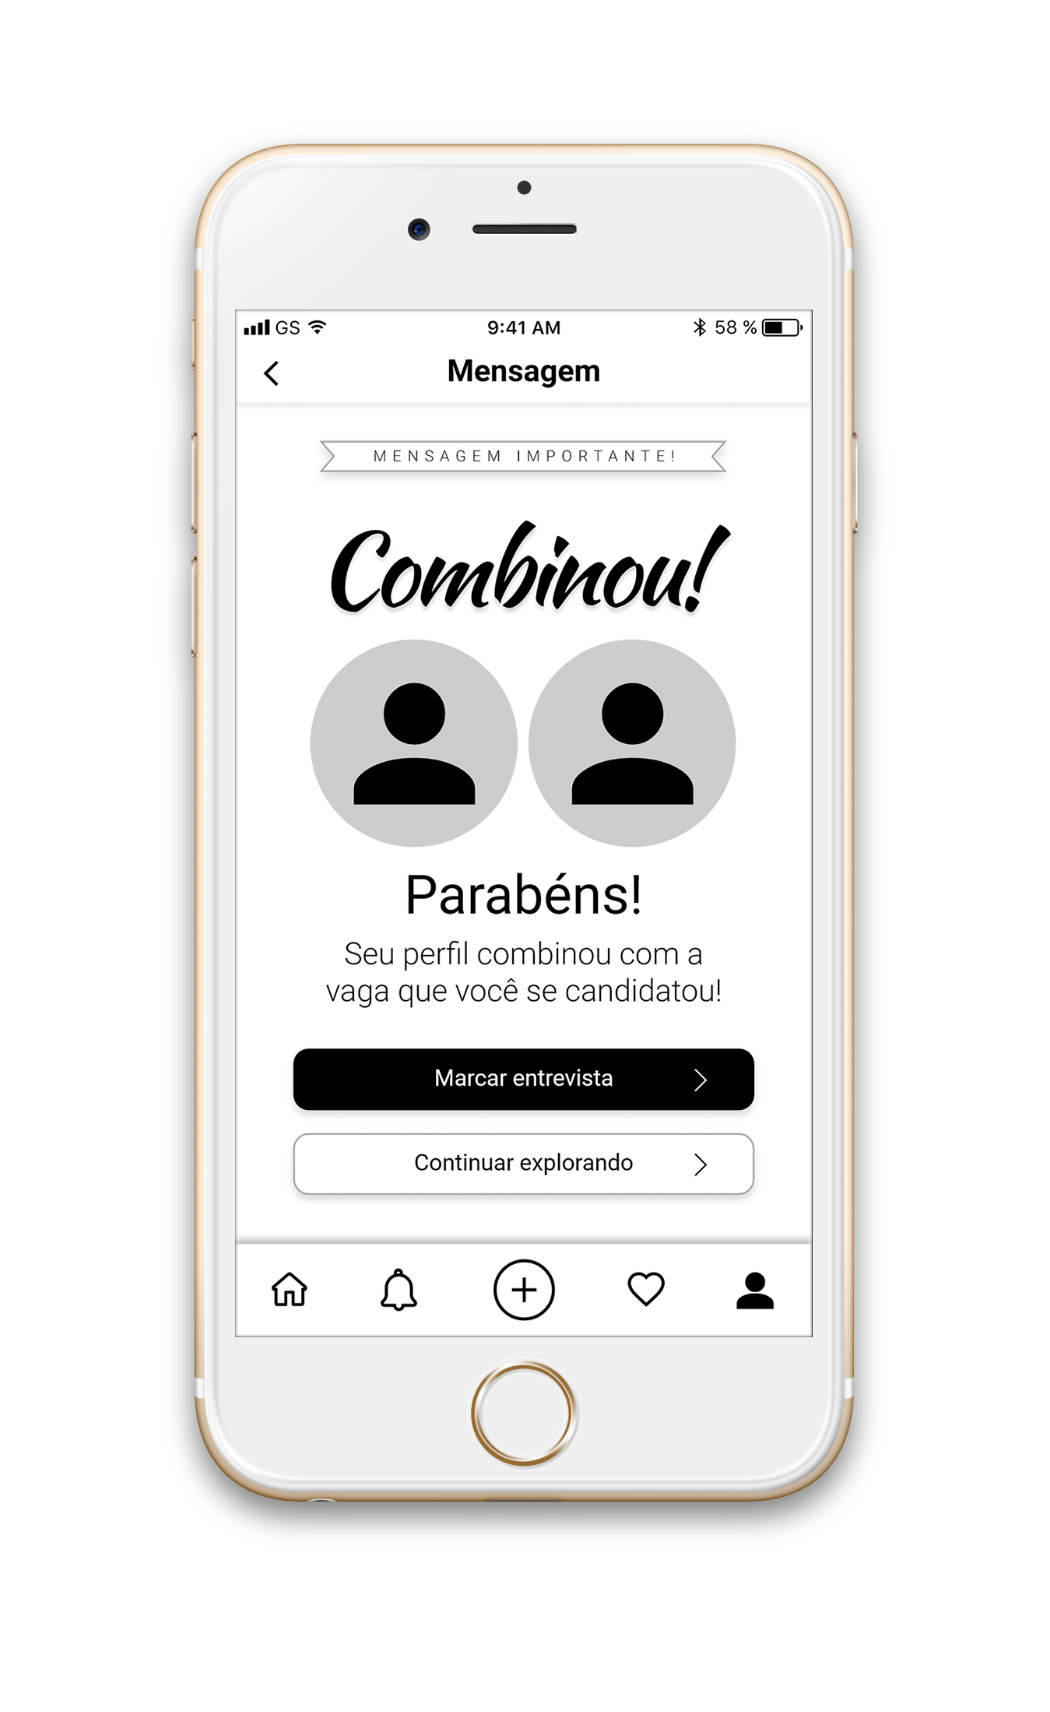 GS 9:41 AM 58 %
Mensagem
MENSAGEM IMPORTANTE!
Combinou!
Parabéns!
Seu perfil combinou com a
vaga que você se candidatou!
Marcar entrevista
Continuar explorando